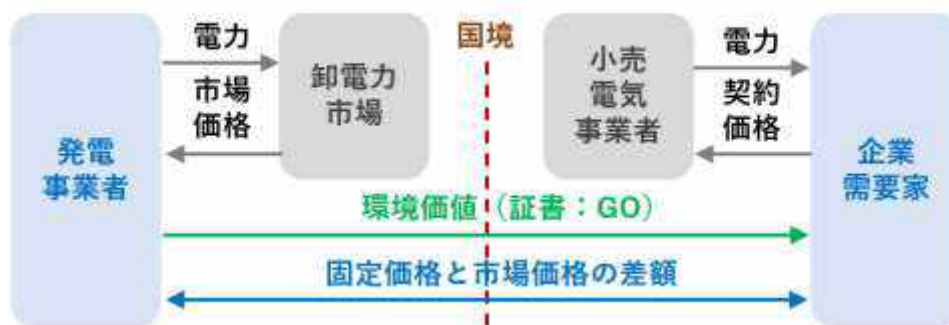 電力
国境
電力
卸電力
市場
小売
電気
事業者
市場
価格
契約
価格
発電
事業者
企業
需要家
環境価値（証書：GO）
固定価格と市場価格の差額